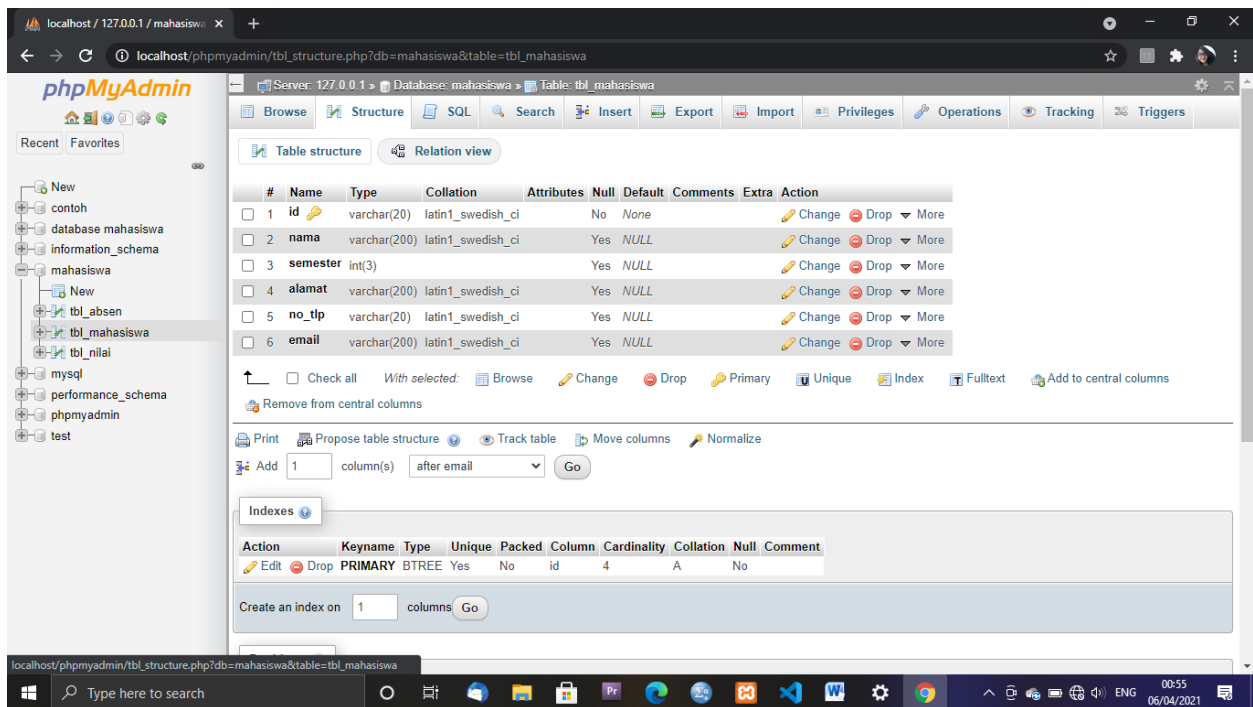 localhost / 127.0.0.1 / mahasiswa
localhost/phpmyadmin/tbl_structure.php?db=mahasiswa&table=tbl_mahasiswa
phpMyAdmin
Recent Favorites
New
contoh
database mahasiswa
information_schema
mahasiswa
New
tbl_absen
tbl_mahasiswa
tbl_nilai
mysql
performance_schema
phpmyadmin
test
Server: 127.0.0.1 » Database: mahasiswa » Table: tbl_mahasiswa
Browse Structure SQL Search Insert Export Import Privileges Operations Tracking Triggers
Table structure Relation view
# Name Type Collation Attributes Null Default Comments Extra Action
1 id varchar(20) latin1_swedish_ci No None Change Drop More
2 nama varchar(200) latin1_swedish_ci Yes NULL Change Drop More
3 semester int(3) Yes NULL Change Drop More
4 alamat varchar(200) latin1_swedish_ci Yes NULL Change Drop More
5 no_tlp varchar(20) latin1_swedish_ci Yes NULL Change Drop More
6 email varchar(200) latin1_swedish_ci Yes NULL Change Drop More
Check all With selected: Browse Change Drop Primary Unique Index Fulltext Add to central columns
Remove from central columns
Print Propose table structure Track table Move columns Normalize
Add 1 column(s) after email Go
Indexes
Action Keyname Type Unique Packed Column Cardinality Collation Null Comment
Edit Drop PRIMARY BTREE Yes No id 4 A No
Create an index on 1 columns Go
localhost/phpmyadmin/tbl_structure.php?db=mahasiswa&table=tbl_mahasiswa
Type here to search
Pr
W
ENG
00:55
06/04/2021